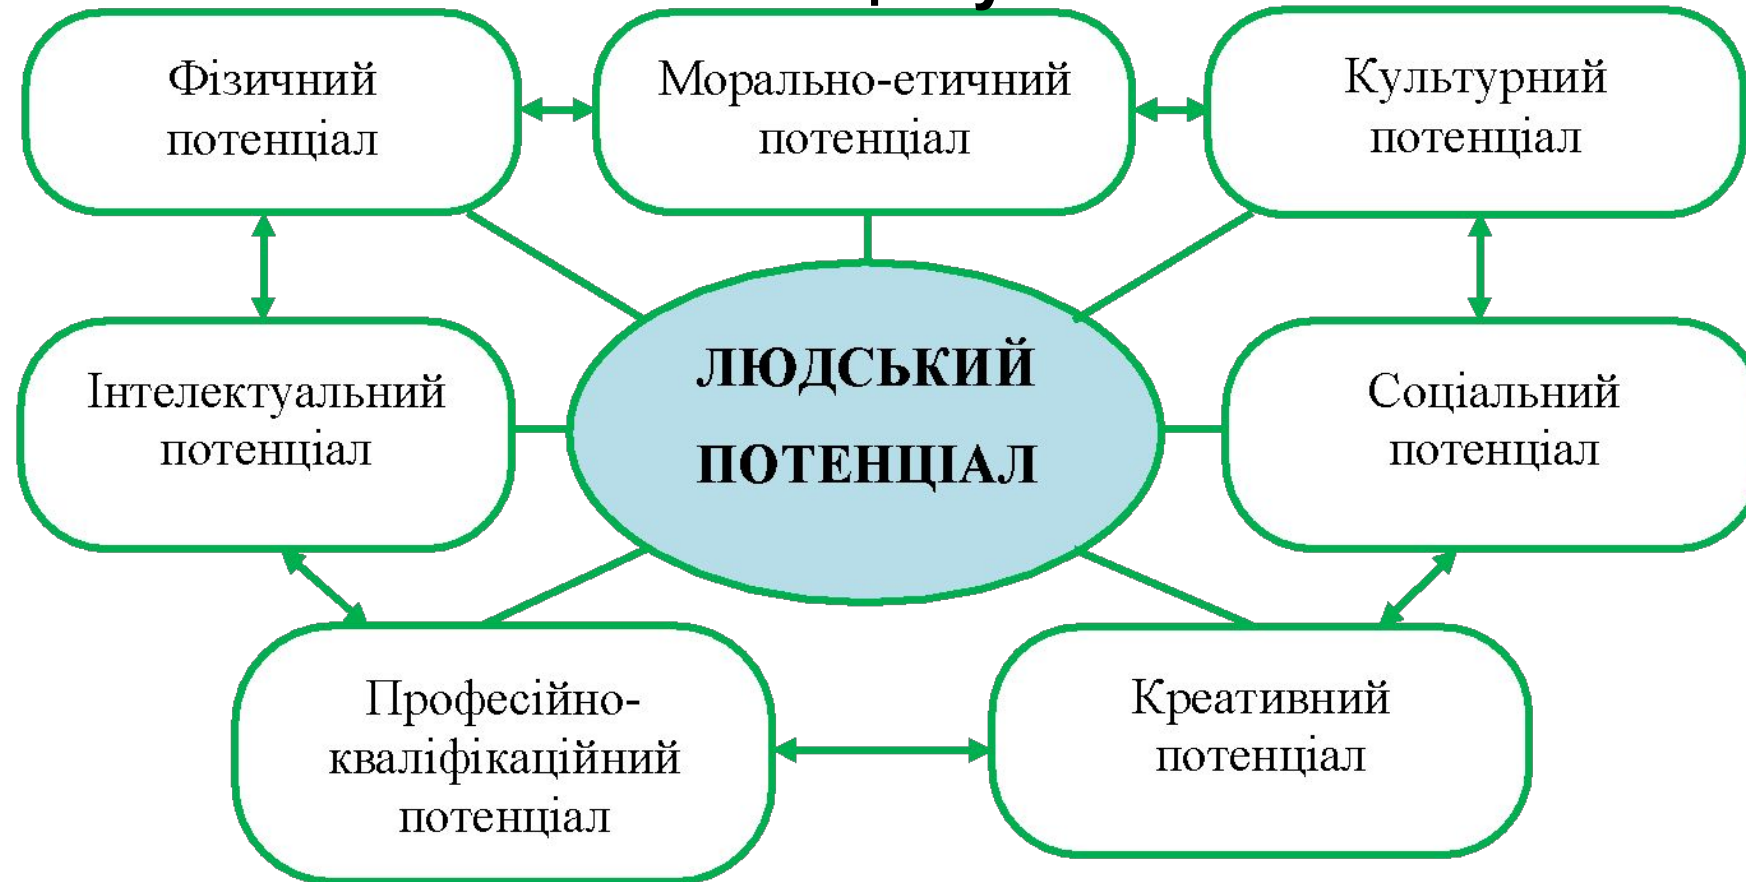 Фізичний
потенціал
Морально-етичний
потенціал
Культурний
потенціал
Інтелектуальний
потенціал
ЛЮДСЬКИЙ
ПОТЕНЦІАЛ
Соціальний
потенціал
Професійно-
кваліфікаційний
потенціал
Креативний
потенціал